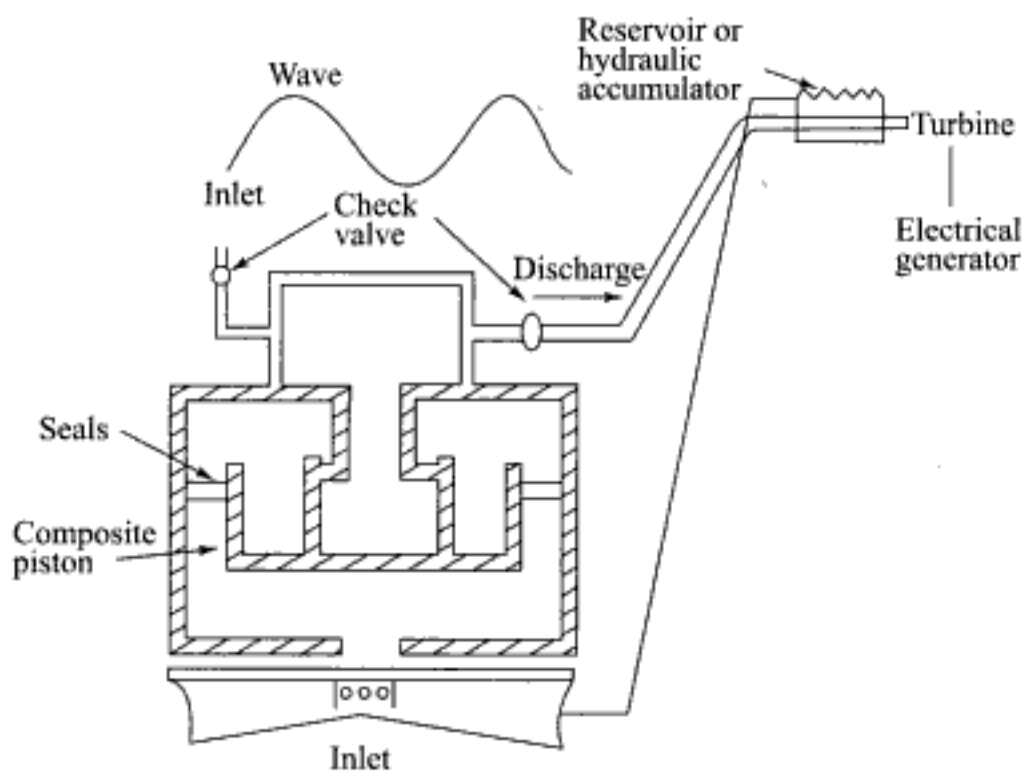 Reservoir or
hydraulic
accumulator
Wave
Turbine
Inlet
Check
valve
Electrical
generator
Discharge
Seals
Composite
piston
Inlet